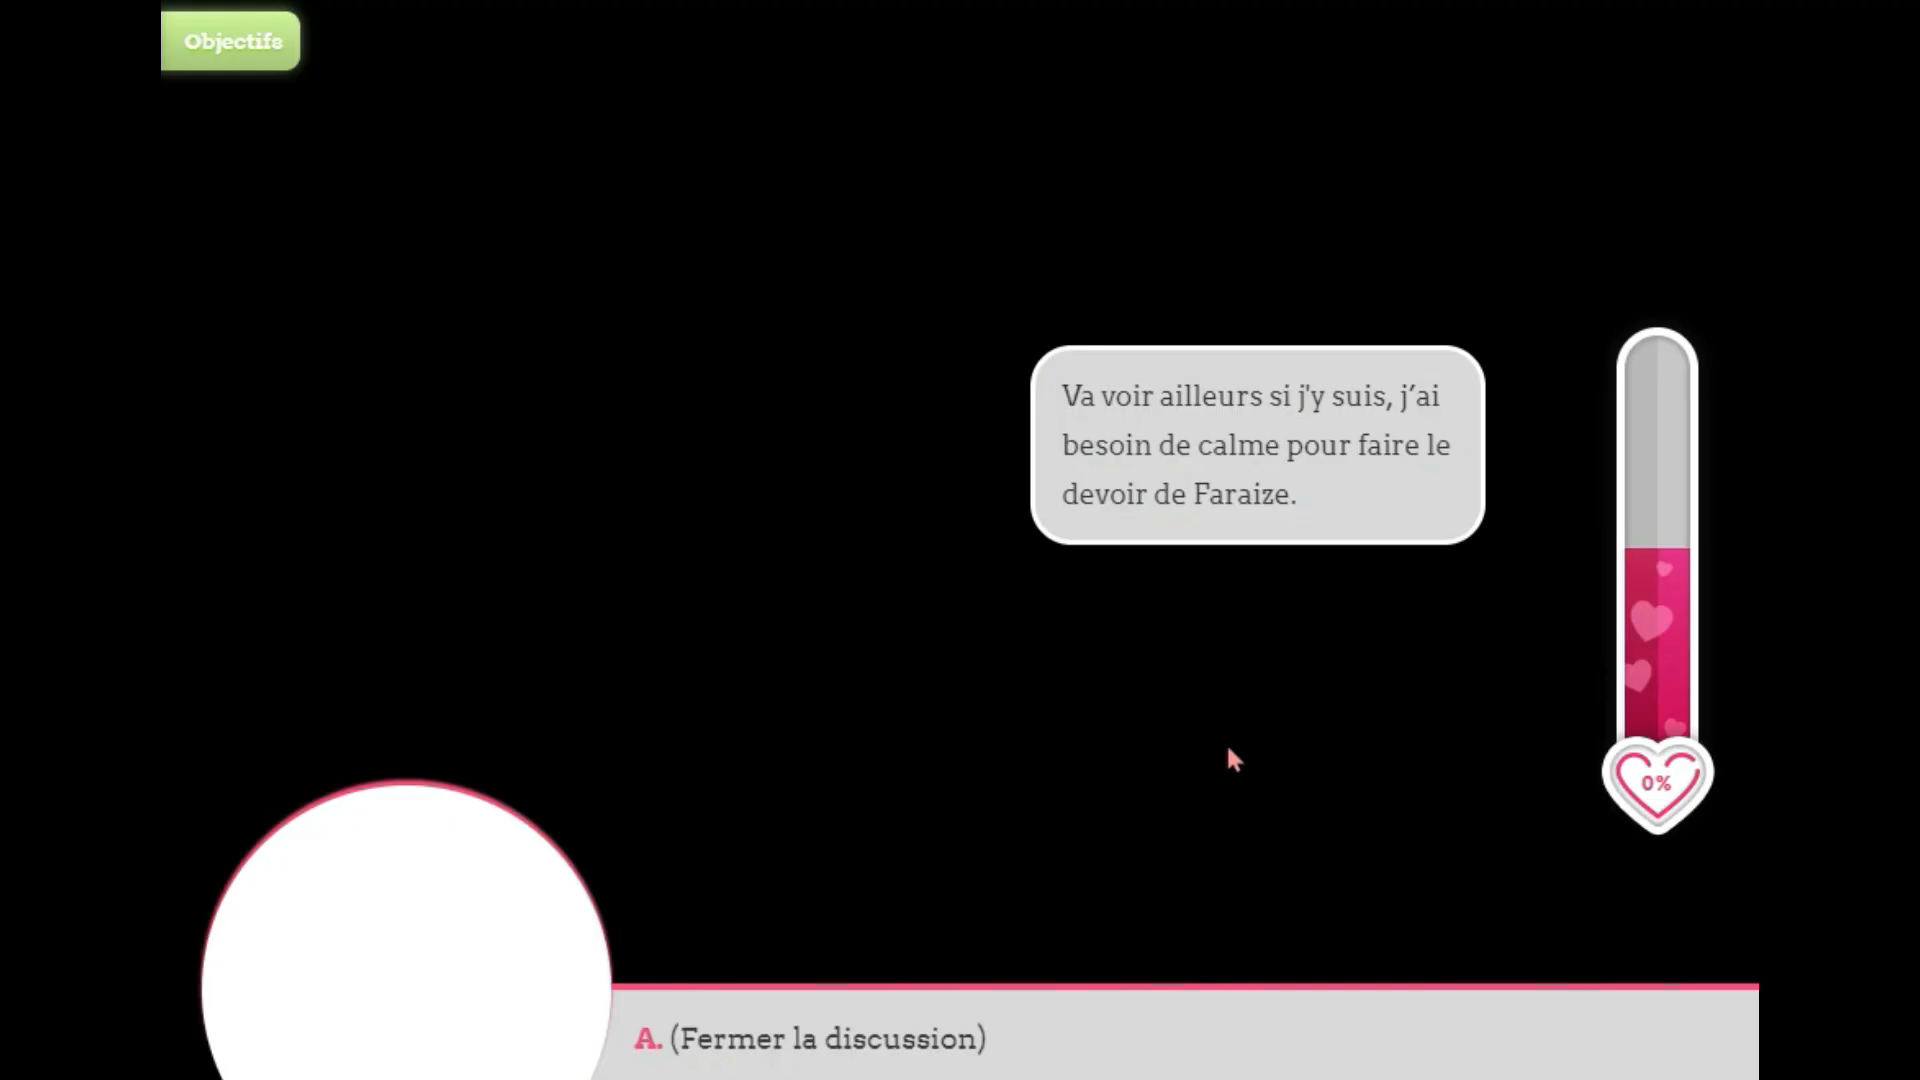 Objectifs
Va voir ailleurs si j'y suis, j’ai
besoin de calme pour faire le
devoir de Faraize.
0%
A. (Fermer la discussion)